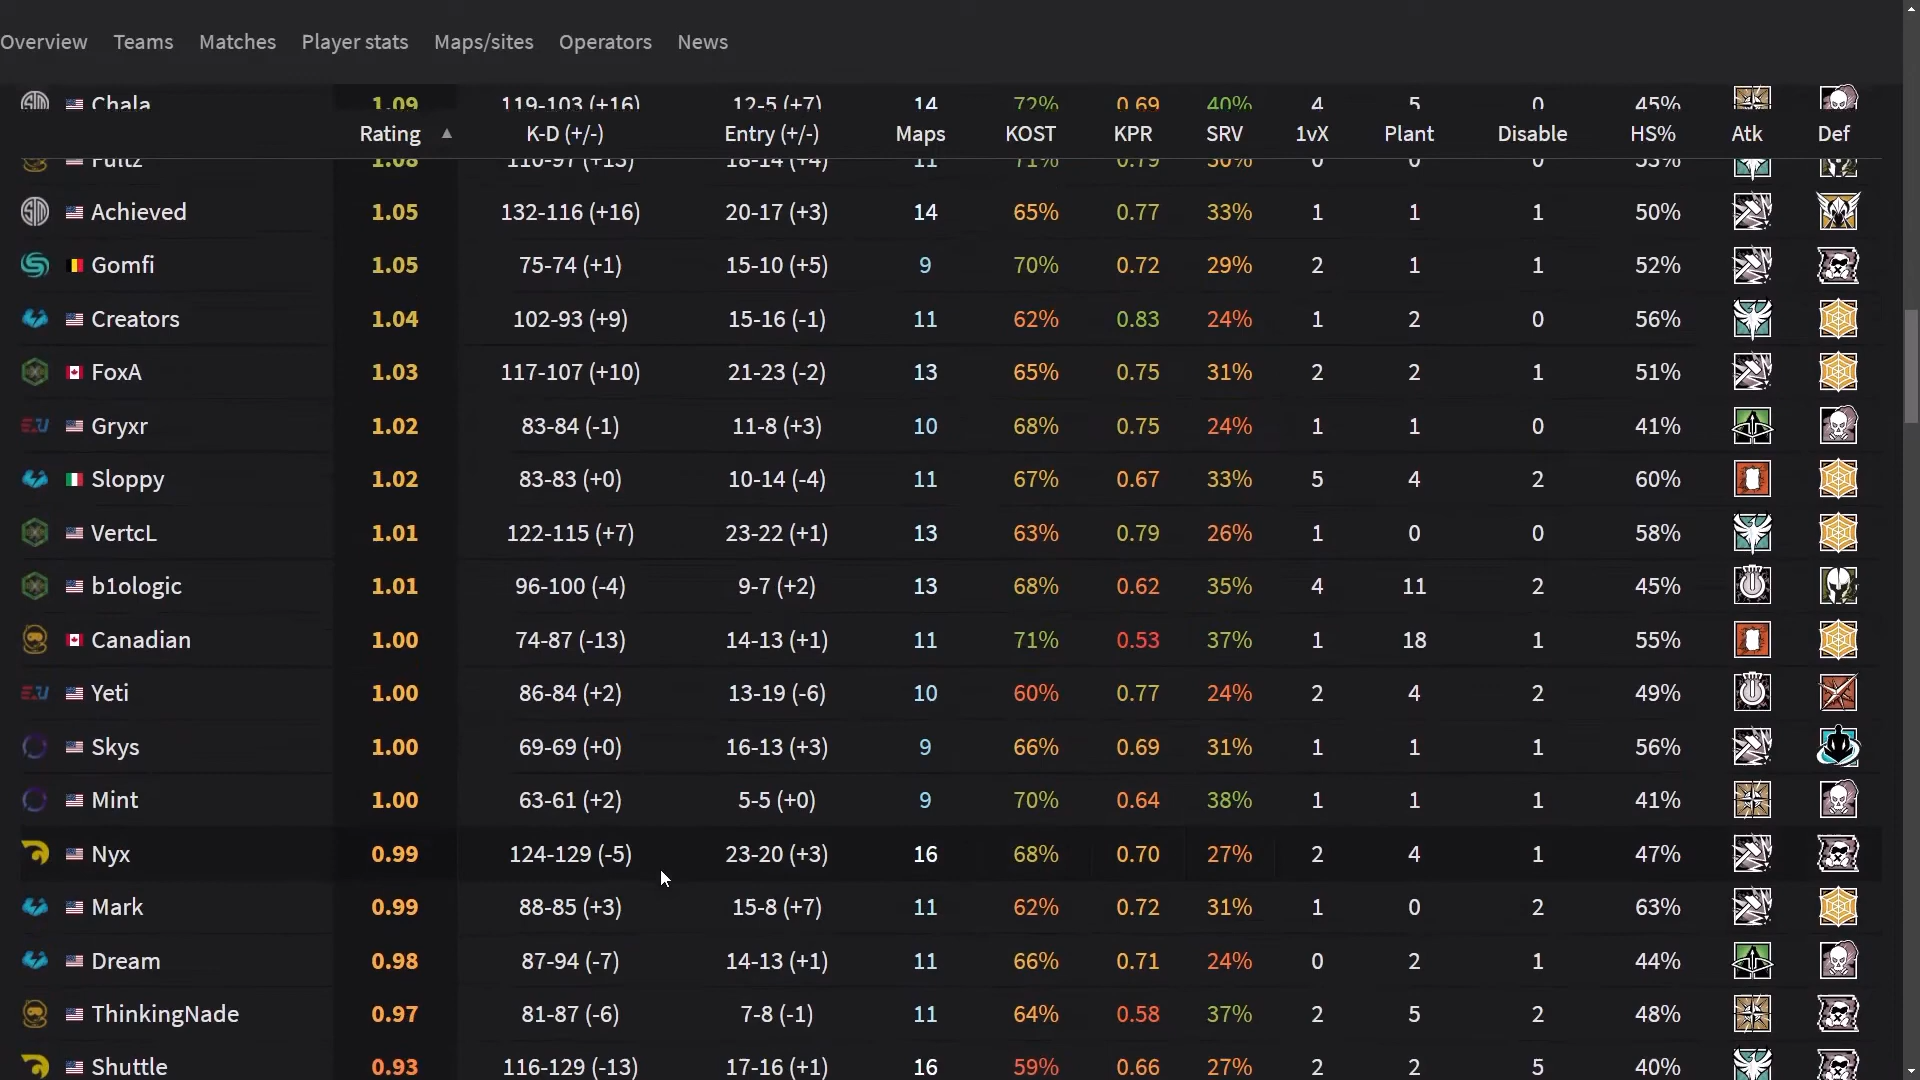 Overview Teams Matches Player stats Maps/sites Operators News
Chala 1.09 119-103 (+16) 12-5 (+7) 14 72% 0.69 40% 4 5 0 45%
Rating ▲ K-D (+/-) Entry (+/-) Maps KOST KPR SRV 1vX Plant Disable HS% Atk Def
Fultz 1.08 110-97 (+13) 18-14 (+4) 11 71% 0.79 30% 0 0 0 53%
Achieved 1.05 132-116 (+16) 20-17 (+3) 14 65% 0.77 33% 1 1 1 50%
Gomfi 1.05 75-74 (+1) 15-10 (+5) 9 70% 0.72 29% 2 1 1 52%
Creators 1.04 102-93 (+9) 15-16 (-1) 11 62% 0.83 24% 1 2 0 56%
FoxA 1.03 117-107 (+10) 21-23 (-2) 13 65% 0.75 31% 2 2 1 51%
Gryxr 1.02 83-84 (-1) 11-8 (+3) 10 68% 0.75 24% 1 1 0 41%
Sloppy 1.02 83-83 (+0) 10-14 (-4) 11 67% 0.67 33% 5 4 2 60%
VertcL 1.01 122-115 (+7) 23-22 (+1) 13 63% 0.79 26% 1 0 0 58%
b1ologic 1.01 96-100 (-4) 9-7 (+2) 13 68% 0.62 35% 4 11 2 45%
Canadian 1.00 74-87 (-13) 14-13 (+1) 11 71% 0.53 37% 1 18 1 55%
Yeti 1.00 86-84 (+2) 13-19 (-6) 10 60% 0.77 24% 2 4 2 49%
Skys 1.00 69-69 (+0) 16-13 (+3) 9 66% 0.69 31% 1 1 1 56%
Mint 1.00 63-61 (+2) 5-5 (+0) 9 70% 0.64 38% 1 1 1 41%
Nyx 0.99 124-129 (-5) 23-20 (+3) 16 68% 0.70 27% 2 4 1 47%
Mark 0.99 88-85 (+3) 15-8 (+7) 11 62% 0.72 31% 1 0 2 63%
Dream 0.98 87-94 (-7) 14-13 (+1) 11 66% 0.71 24% 0 2 1 44%
ThinkingNade 0.97 81-87 (-6) 7-8 (-1) 11 64% 0.58 37% 2 5 2 48%
Shuttle 0.93 116-129 (-13) 17-16 (+1) 16 59% 0.66 27% 2 2 5 40%